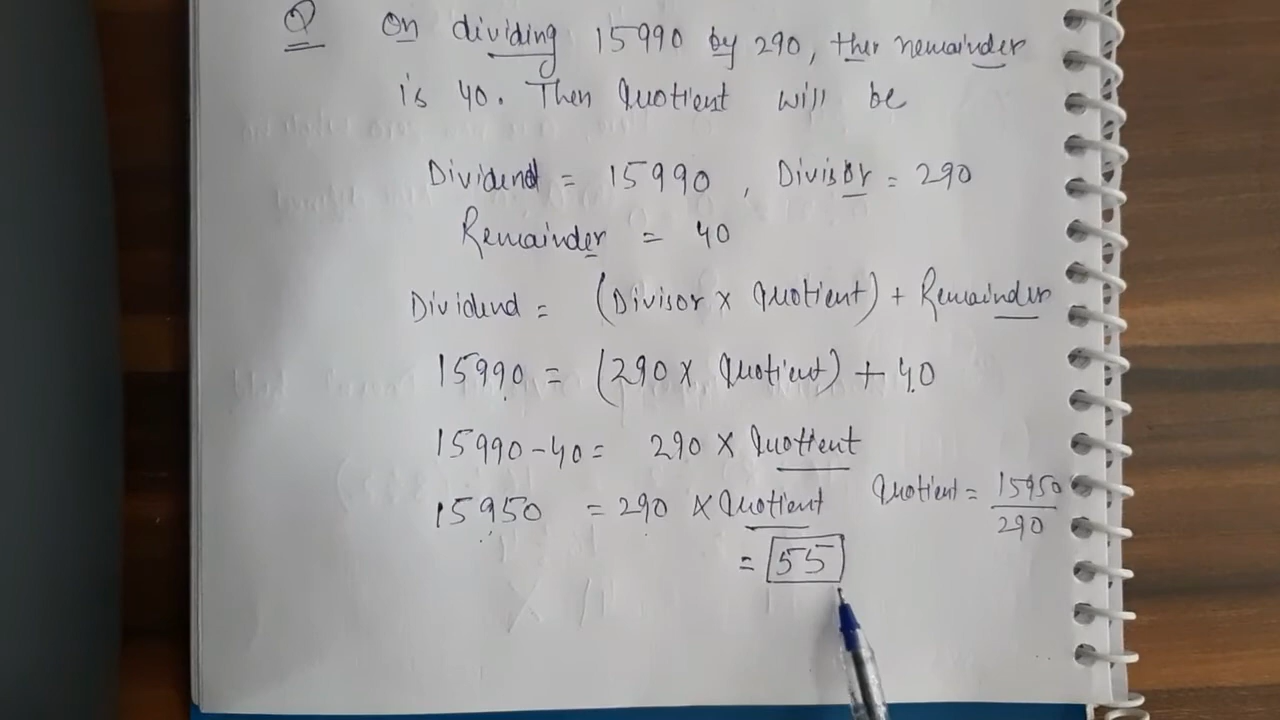 Q On dividing 15990 by 290, ther remainder
is 40. Then Quotient will be
Dividend = 15990, Divisor = 290
Remainder = 40
Dividend = (Divisor x Quotient) + Remainder
15990 = (290 x Quotient) + 40
15990 - 40 = 290 x Quotient
15950 = 290 x Quotient
Quotient = 15950
290
= 55